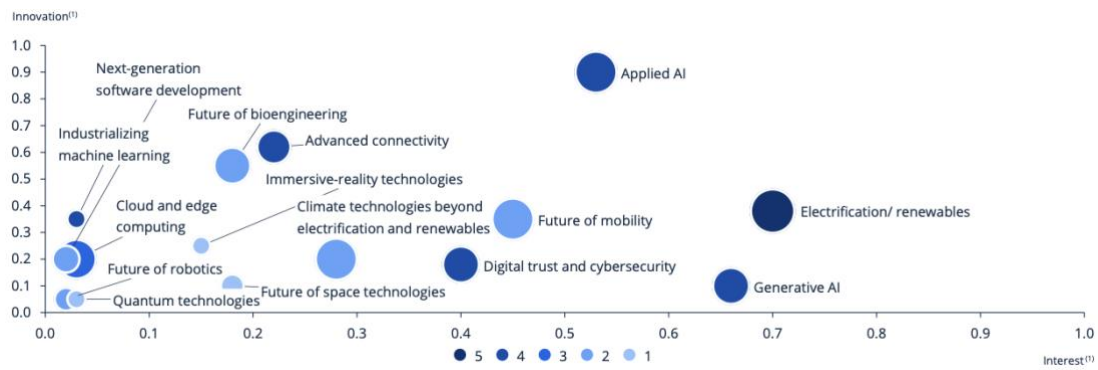 Innovation(1)
1.0
0.9
0.8
0.7
0.6
0.5
0.4
0.3
0.2
0.1
0.0
Next-generation
software development
Applied AI
Future of bioengineering
Industrializing
machine learning
Advanced connectivity
Immersive-reality technologies
Cloud and edge
computing
Climate technologies beyond
electrification and renewables
Future of mobility
Electrification/ renewables
Future of robotics
Digital trust and cybersecurity
Quantum technologies
Future of space technologies
Generative AI
0.0 0.1 0.2 0.3 0.4 0.5 0.6 0.7 0.8 0.9 1.0
5 4 3 2 1
Interest(1)